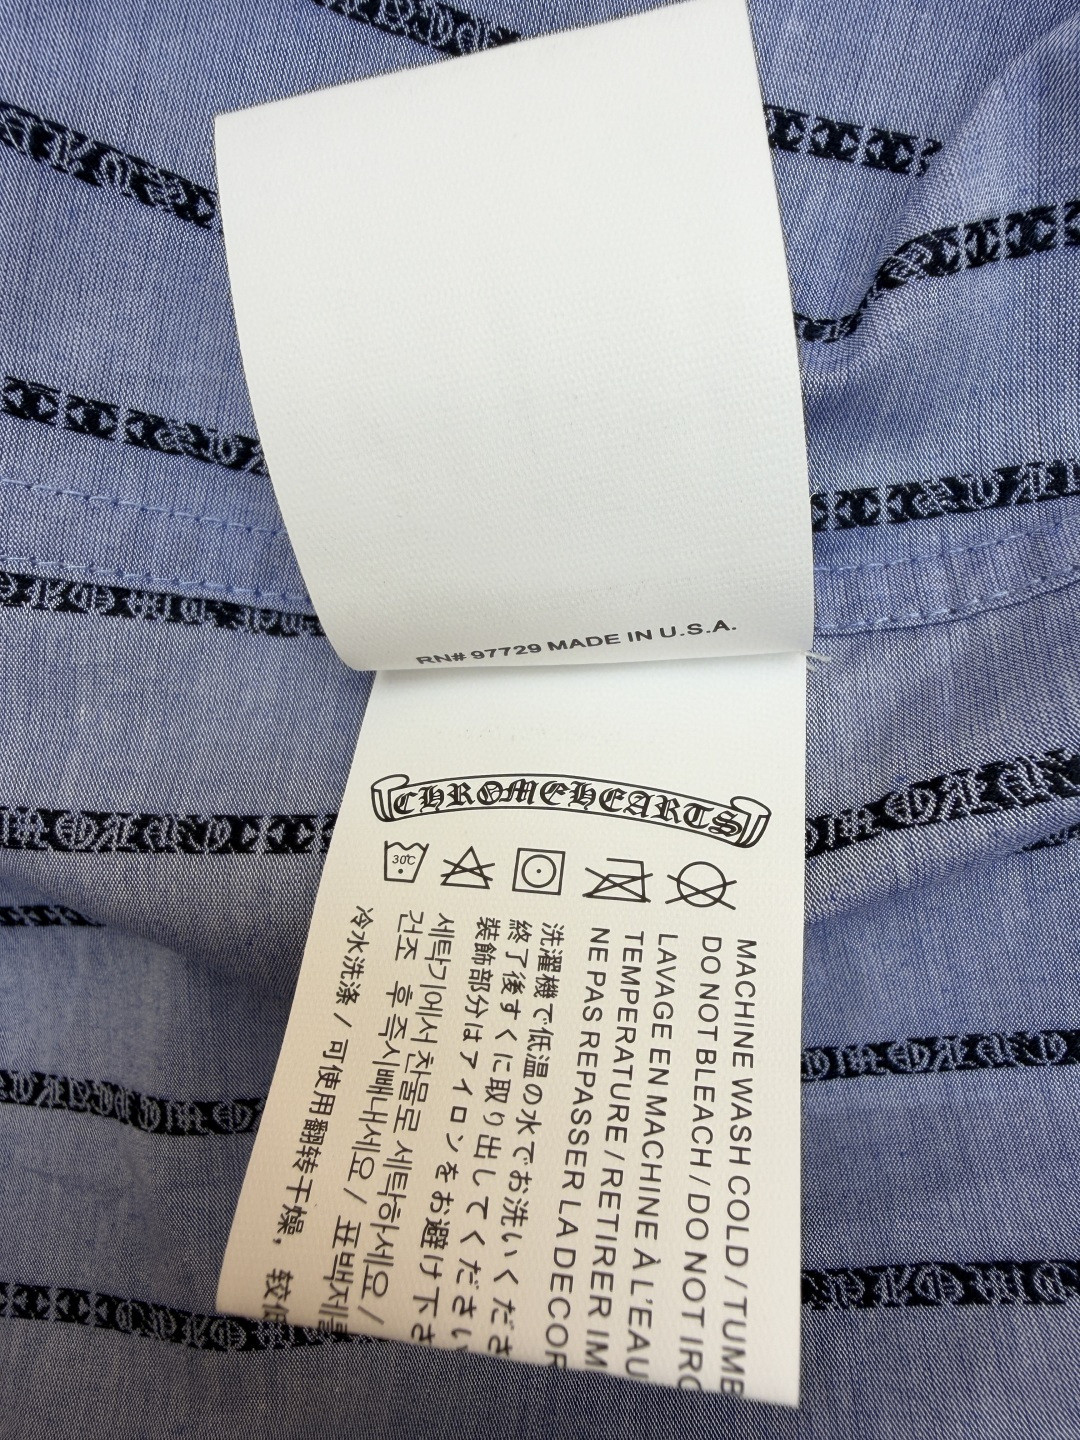 RN# 97729 MADE IN U.S.A.
CHROME HEARTS
30°C
MACHINE WASH COLD / TUMB
DO NOT BLEACH / DO NOT IRO
LAVAGE EN MACHINE À L'EAU
TEMPERATURE / RETIRER IM
NE PAS REPASSER LA DECOR
洗濯機で低温の水でお洗いくださ
終了後すぐに取り出してください
装飾部分はアイロンをお避け下さ
세탁기에서 찬물로 세탁하세요 /
건조 후 즉시빼내세요 / 표백제를
冷水洗涤 / 可使用翻转干燥，较低